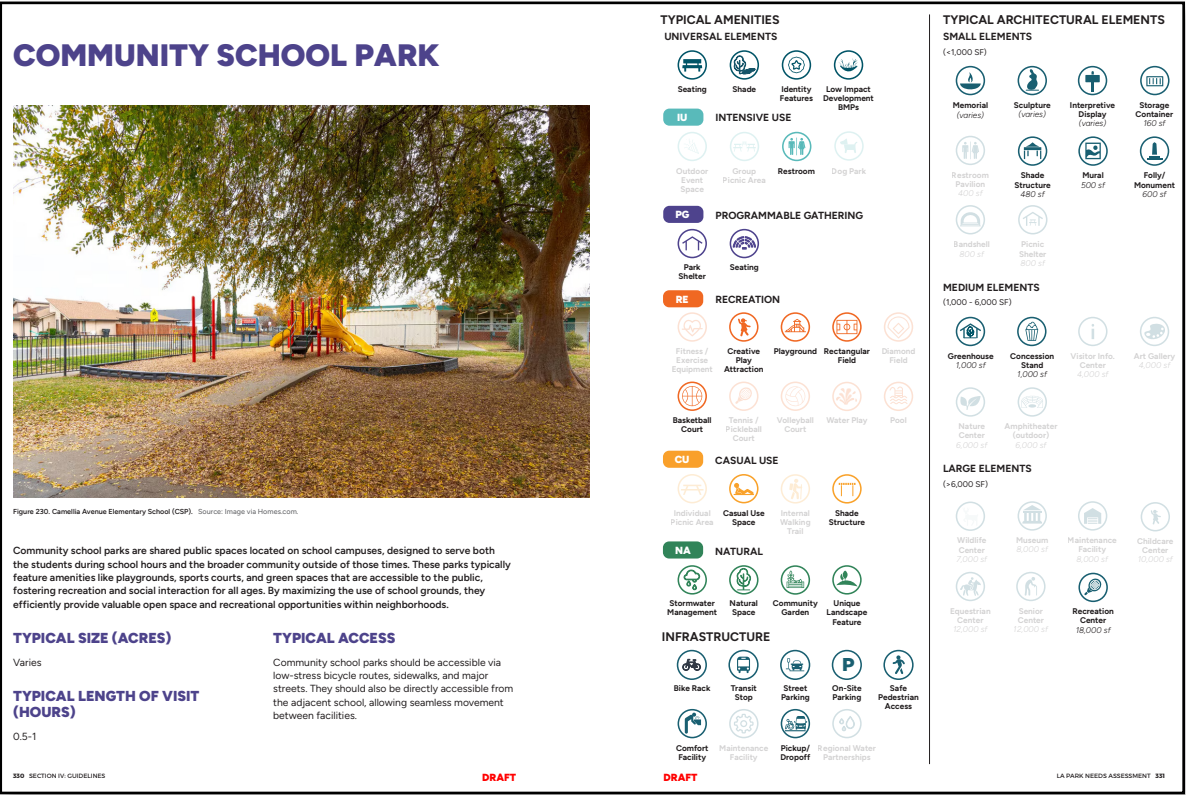 COMMUNITY SCHOOL PARK
Figure 230. Camellia Avenue Elementary School (CSP). Source: Image via Homes.com.
Community school parks are shared public spaces located on school campuses, designed to serve both
the students during school hours and the broader community outside of those times. These parks typically
feature amenities like playgrounds, sports courts, and green spaces that are accessible to the public,
fostering recreation and social interaction for all ages. By maximizing the use of school grounds, they
efficiently provide valuable open space and recreational opportunities within neighborhoods.
TYPICAL SIZE (ACRES)
Varies
TYPICAL LENGTH OF VISIT
(HOURS)
0.5-1
TYPICAL ACCESS
Community school parks should be accessible via
low-stress bicycle routes, sidewalks, and major
streets. They should also be directly accessible from
the adjacent school, allowing seamless movement
between facilities.
330 SECTION IV: GUIDELINES
DRAFT
TYPICAL AMENITIES
UNIVERSAL ELEMENTS
Seating
Shade
Identity
Features
Low Impact
Development
BMPs
IU INTENSIVE USE
Outdoor
Event
Space
Group
Picnic Area
Restroom
Dog Park
PG PROGRAMMABLE GATHERING
Park
Shelter
Seating
RE RECREATION
Fitness /
Exercise
Equipment
Creative
Play
Attraction
Playground
Rectangular
Field
Diamond
Field
Basketball
Court
Tennis /
Pickleball
Court
Volleyball
Court
Water Play
Pool
CU CASUAL USE
Individual
Picnic Area
Casual Use
Space
Internal
Walking
Trail
Shade
Structure
NA NATURAL
Stormwater
Management
Natural
Space
Community
Garden
Unique
Landscape
Feature
INFRASTRUCTURE
Bike Rack
Transit
Stop
Street
Parking
P
On-Site
Parking
Safe
Pedestrian
Access
Comfort
Facility
Maintenance
Facility
Pickup/
Dropoff
Regional Water
Partnerships
DRAFT
TYPICAL ARCHITECTURAL ELEMENTS
SMALL ELEMENTS
(<1,000 SF)
Memorial
(varies)
Sculpture
(varies)
Interpretive
Display
(varies)
Storage
Container
160 sf
Restroom
Pavilion
400 sf
Shade
Structure
480 sf
Mural
500 sf
Folly/
Monument
600 sf
Bandshell
800 sf
Picnic
Shelter
800 sf
MEDIUM ELEMENTS
(1,000 - 6,000 SF)
Greenhouse
1,000 sf
Concession
Stand
1,000 sf
Visitor Info.
Center
4,000 sf
Art Gallery
4,000 sf
Nature
Center
6,000 sf
Amphitheater
(outdoor)
6,000 sf
LARGE ELEMENTS
(>6,000 SF)
Wildlife
Center
7,000 sf
Museum
8,000 sf
Maintenance
Facility
8,000 sf
Childcare
Center
10,000 sf
Equestrian
Center
12,000 sf
Senior
Center
12,000 sf
Recreation
Center
18,000 sf
LA PARK NEEDS ASSESSMENT 331